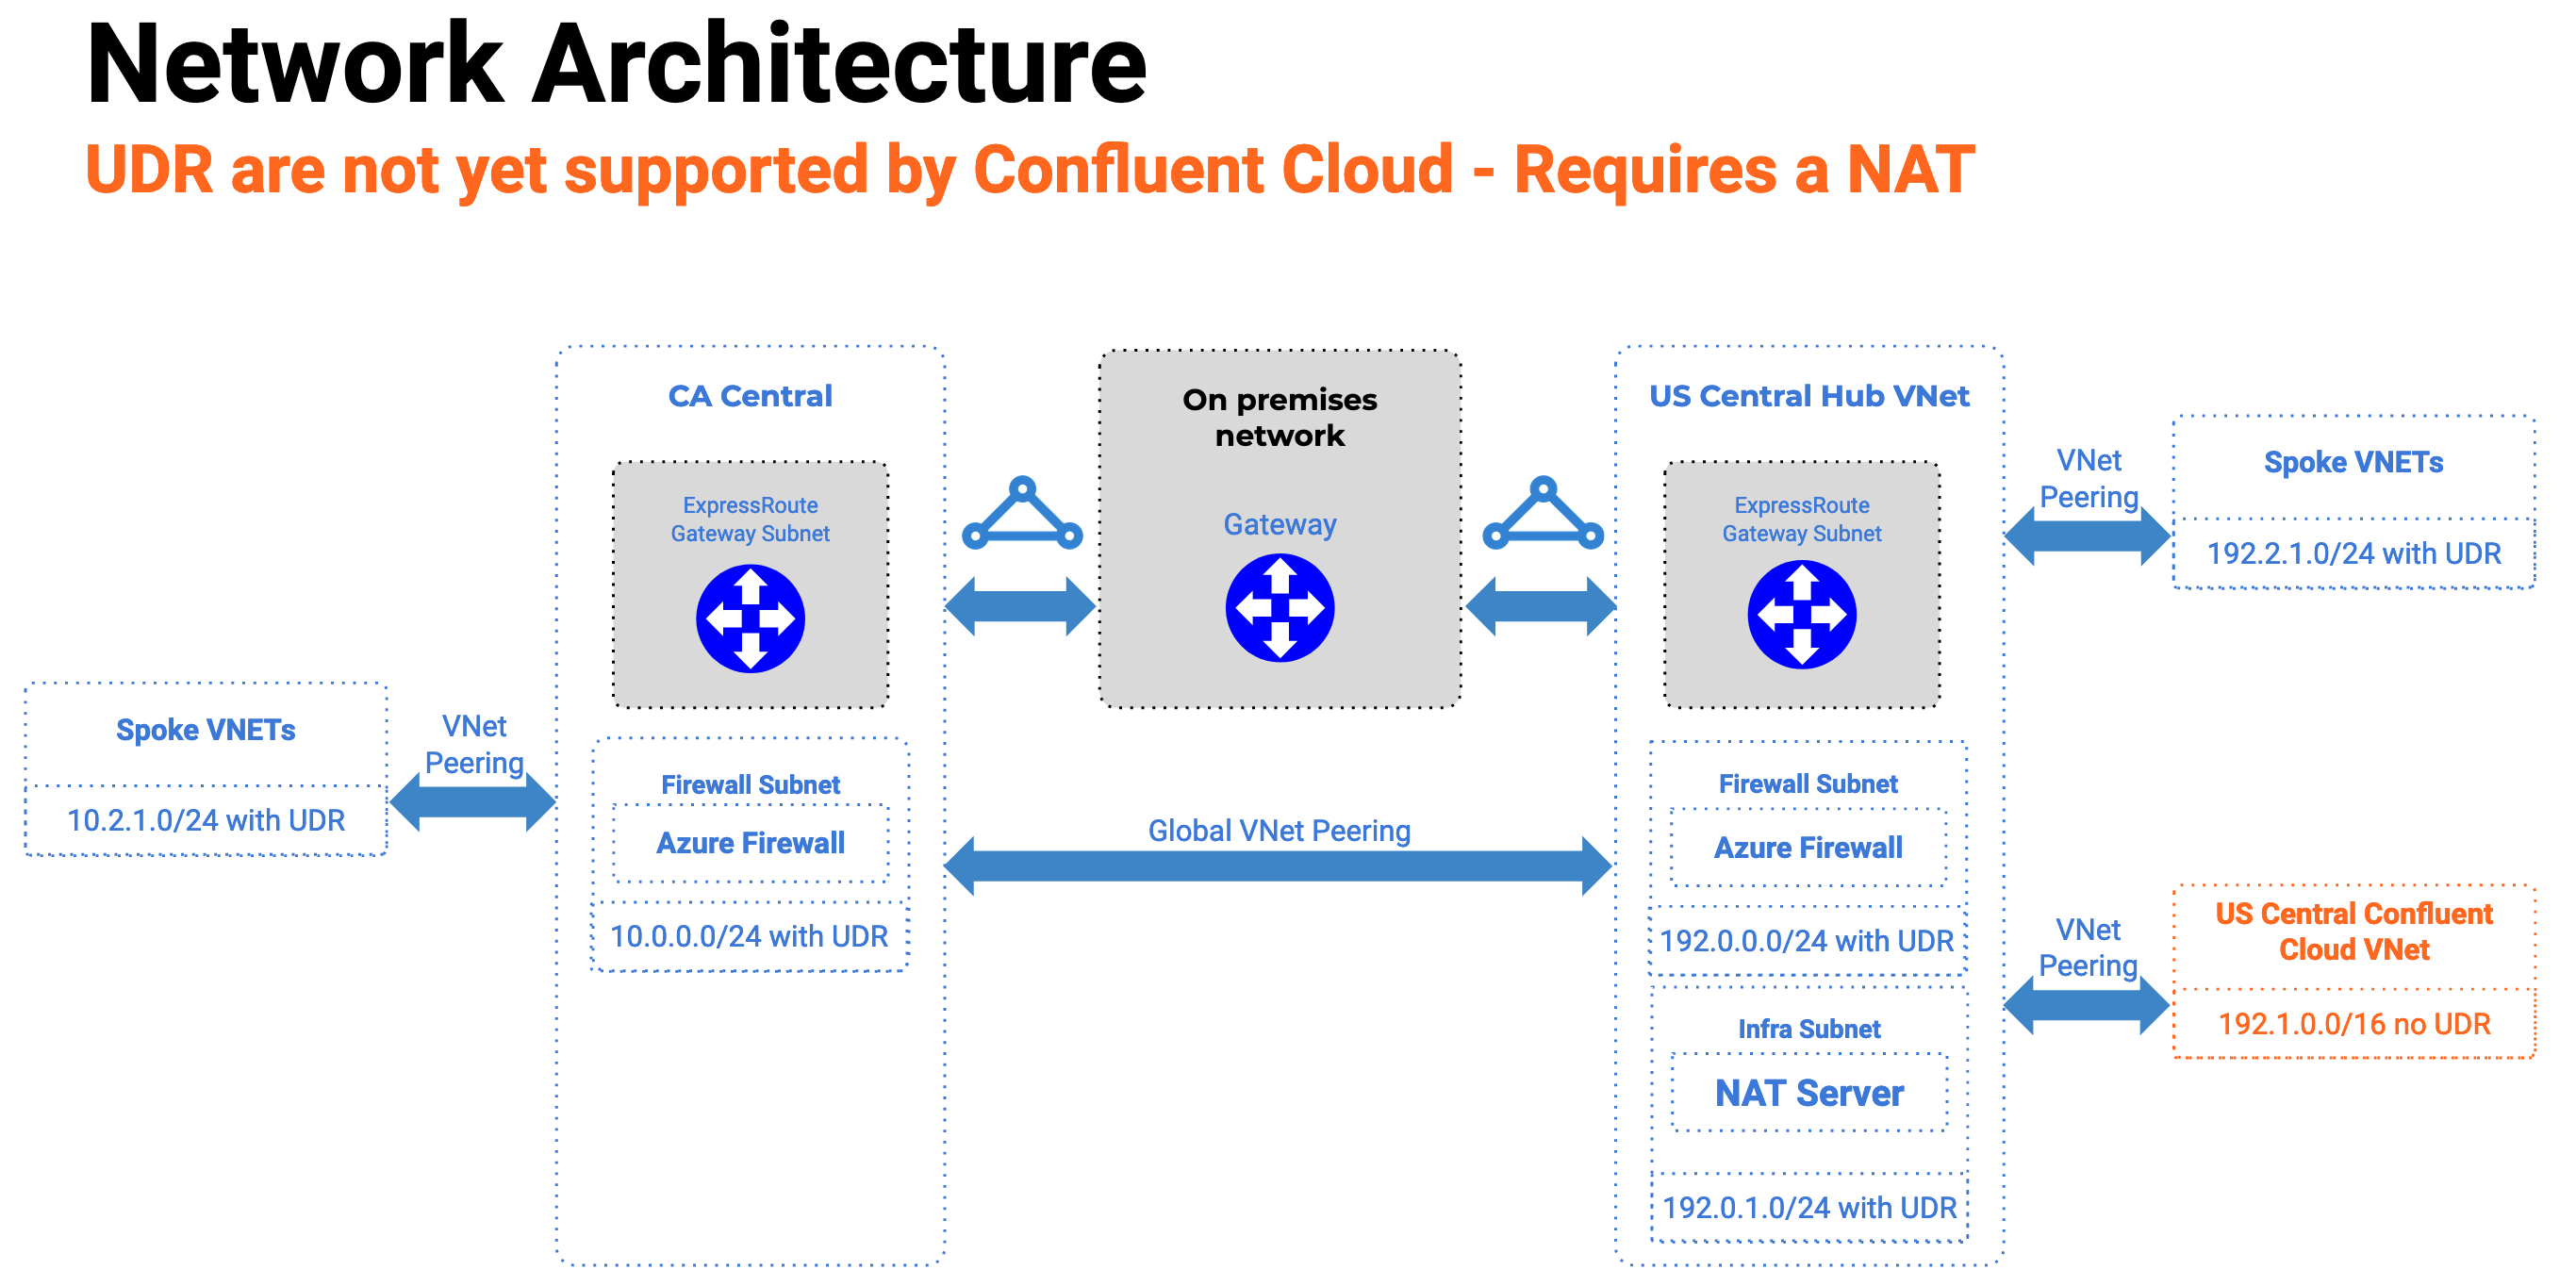 Network Architecture
UDR are not yet supported by Confluent Cloud - Requires a NAT
Spoke VNETs
10.2.1.0/24 with UDR
VNet
Peering
CA Central
ExpressRoute
Gateway Subnet
Firewall Subnet
Azure Firewall
10.0.0.0/24 with UDR
On premises
network
Gateway
Global VNet Peering
US Central Hub VNet
ExpressRoute
Gateway Subnet
Firewall Subnet
Azure Firewall
192.0.0.0/24 with UDR
Infra Subnet
NAT Server
192.0.1.0/24 with UDR
VNet
Peering
Spoke VNETs
192.2.1.0/24 with UDR
VNet
Peering
US Central Confluent
Cloud VNet
192.1.0.0/16 no UDR